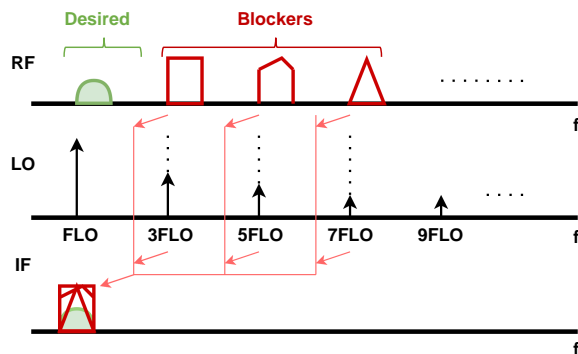 Desired Blockers
RF
. . . . . . . .
f
LO
. . . .
FLO 3FLO 5FLO 7FLO 9FLO f
IF
f